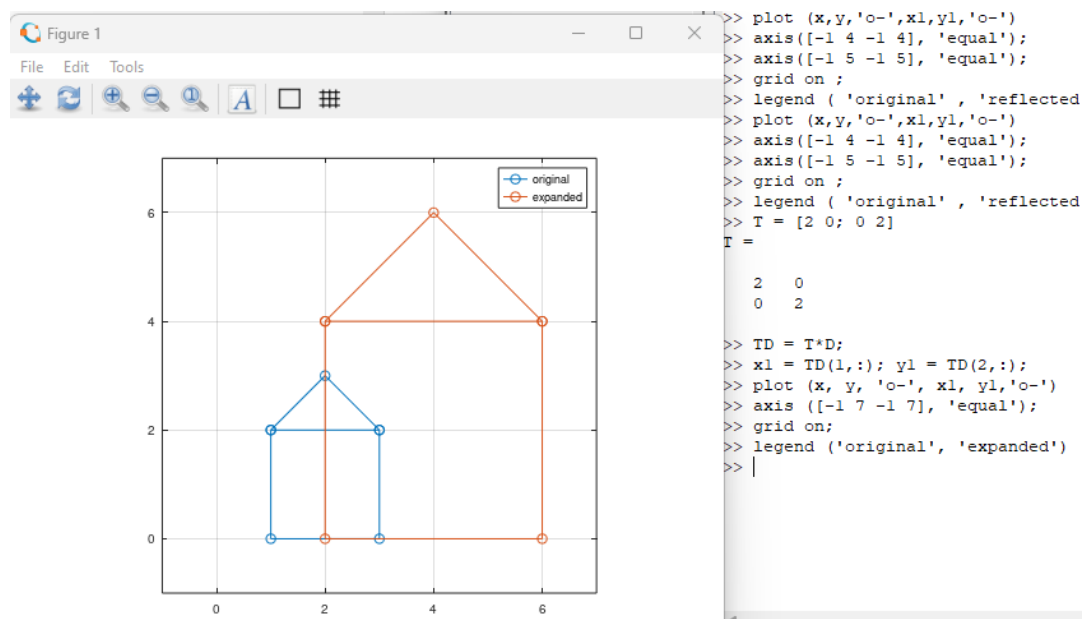 Figure 1
File Edit Tools
A
original
expanded
6
4
2
0
0 2 4 6
>> plot (x,y,'o-',x1,y1,'o-')
>> axis([-1 4 -1 4], 'equal');
>> axis([-1 5 -1 5], 'equal');
>> grid on ;
>> legend ( 'original' , 'reflected
>> plot (x,y,'o-',x1,y1,'o-')
>> axis([-1 4 -1 4], 'equal');
>> axis([-1 5 -1 5], 'equal');
>> grid on ;
>> legend ( 'original' , 'reflected
>> T = [2 0; 0 2]
T =
2 0
0 2
>> TD = T*D;
>> x1 = TD(1,:); y1 = TD(2,:);
>> plot (x, y, 'o-', x1, y1,'o-')
>> axis ([-1 7 -1 7], 'equal');
>> grid on;
>> legend ('original', 'expanded')
>>